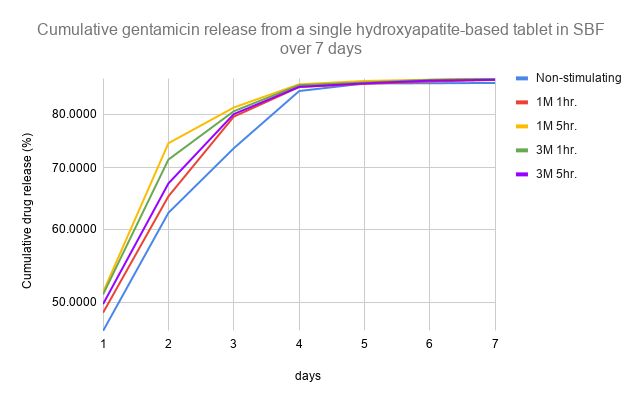 Cumulative gentamicin release from a single hydroxyapatite-based tablet in SBF
over 7 days
Non-stimulating
1M 1hr.
1M 5hr.
3M 1hr.
3M 5hr.
Cumulative drug release (%)
80.0000
70.0000
60.0000
50.0000
1 2 3 4 5 6 7
days